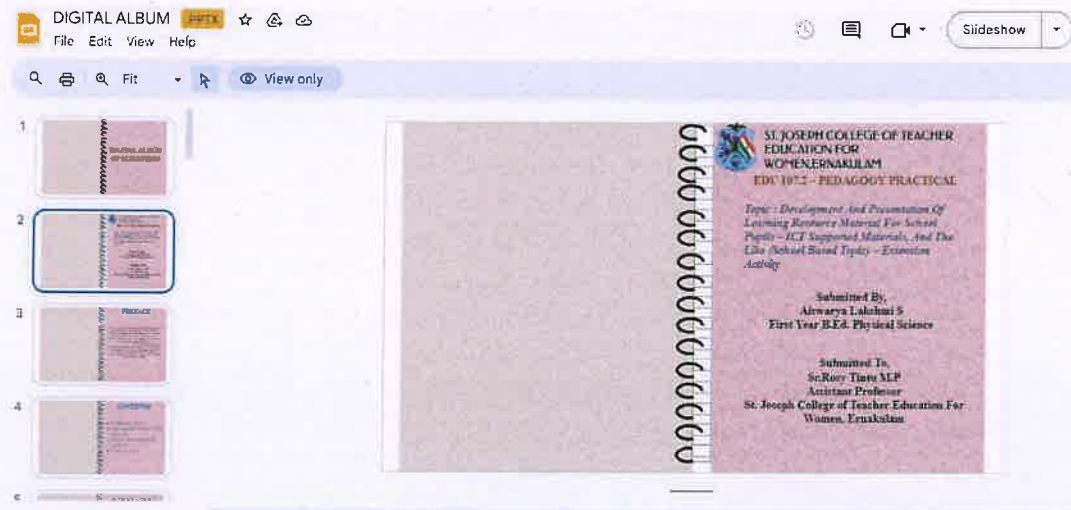 DIGITAL ALBUM .PPTX
File Edit View Help
Slideshow
Fit
View only
1
2
3
PREFACE
4
5
ST. JOSEPH COLLEGE OF TEACHER
EDUCATION FOR
WOMEN,ERNAKULAM
EDU 107.2 – PEDAGOGY PRACTICAL
Topic : Development And Presentation Of
Learning Resource Material For School
Pupils – ICT Supported Materials, And The
Like (School Based Topic) – Extension
Activity
Submitted By,
Aiswarya Lakshmi S
First Year B.Ed. Physical Science
Submitted To,
Sr.Rosy Tintu M.P
Assistant Professor
St. Joseph College of Teacher Education For
Women, Ernakulam